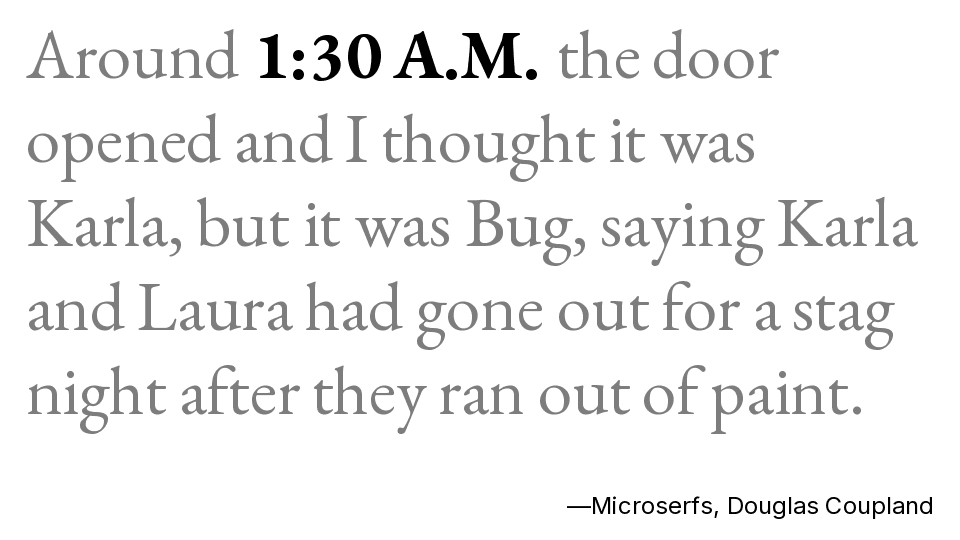 Around 1:30 A.M. the door
opened and I thought it was
Karla, but it was Bug, saying Karla
and Laura had gone out for a stag
night after they ran out of paint.
—Microserfs, Douglas Coupland